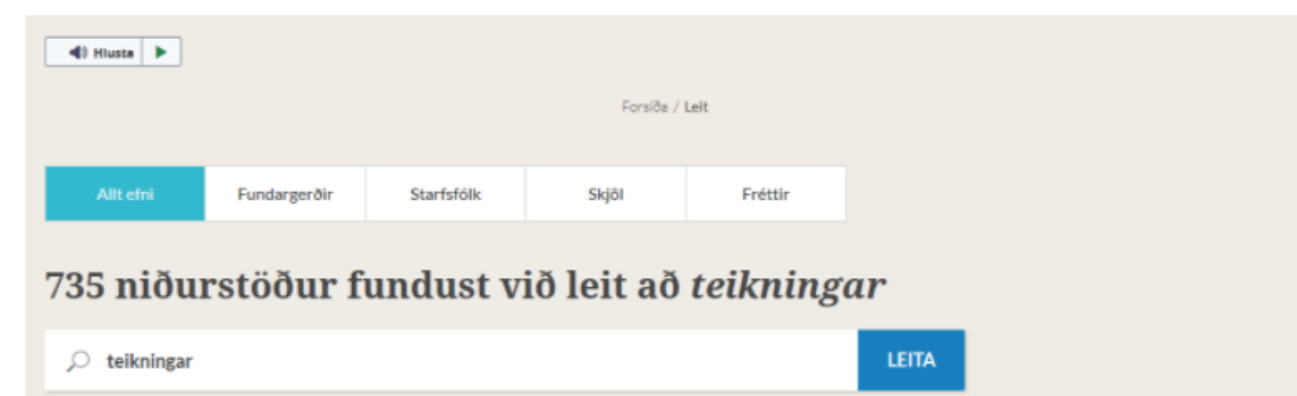 Hlusta
Forsíða / Leit
Allt efni Fundargerðir Starfsfólk Skjöl Fréttir
735 niðurstöður fundust við leit að teikningar
teikningar LEITA